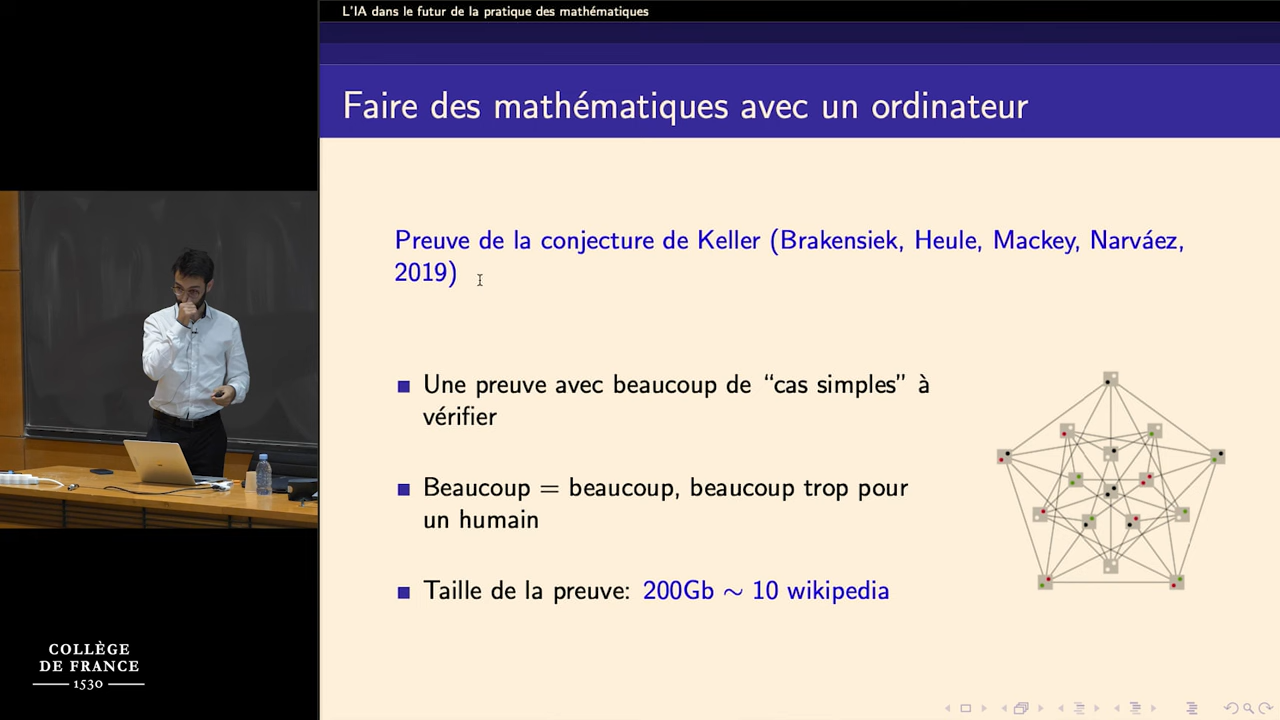 L'IA dans le futur de la pratique des mathématiques
Faire des mathématiques avec un ordinateur
Preuve de la conjecture de Keller (Brakensiek, Heule, Mackey, Narváez,
2019)
■ Une preuve avec beaucoup de “cas simples” à
vérifier
■ Beaucoup = beaucoup, beaucoup trop pour
un humain
■ Taille de la preuve: 200Gb ∼ 10 wikipedia
COLLÈGE
DE FRANCE
1530